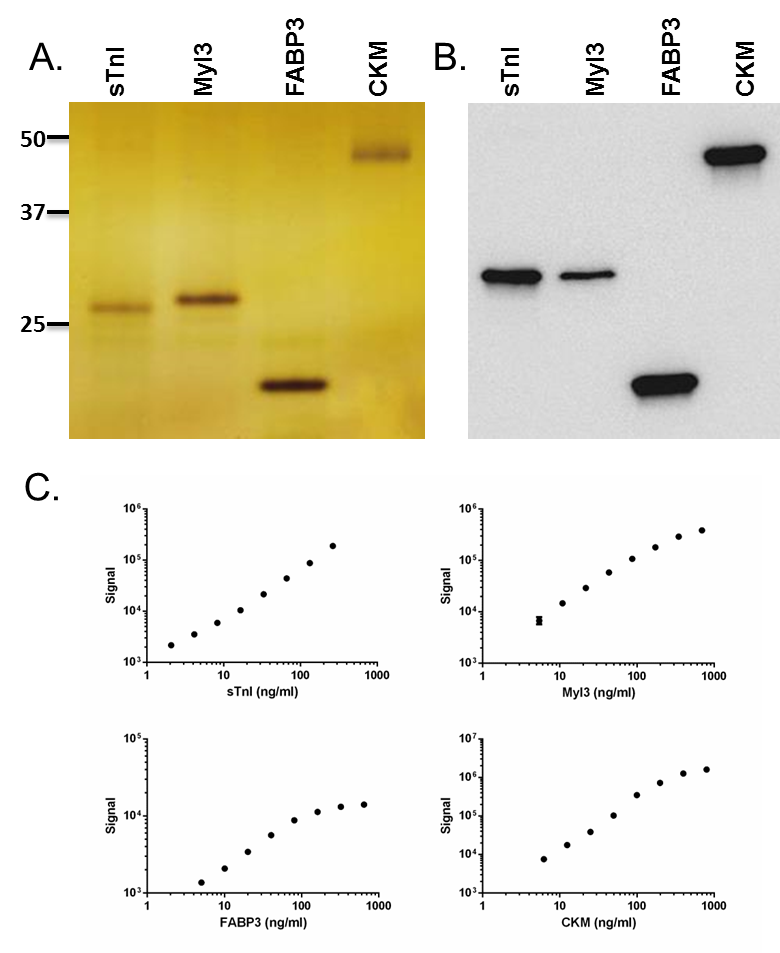 A.
sTnI
Myl3
FABP3
CKM
50
37
25
B.
sTnI
Myl3
FABP3
CKM
C.
10⁶
10⁵
10⁴
10³
Signal
1 10 100 1000
sTnI (ng/ml)
10⁶
10⁵
10⁴
10³
Signal
1 10 100 1000
Myl3 (ng/ml)
10⁵
10⁴
10³
Signal
1 10 100 1000
FABP3 (ng/ml)
10⁷
10⁶
10⁵
10⁴
10³
Signal
1 10 100 1000
CKM (ng/ml)